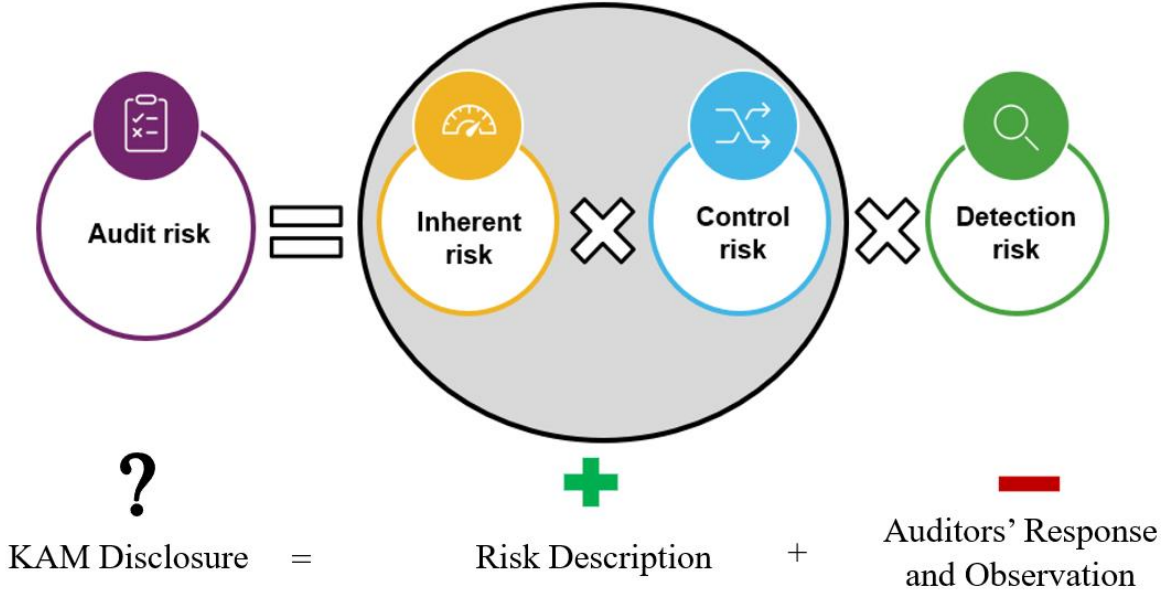 Audit risk
Inherent
risk
Control
risk
Detection
risk
?
KAM Disclosure = Risk Description + Auditors’ Response
and Observation